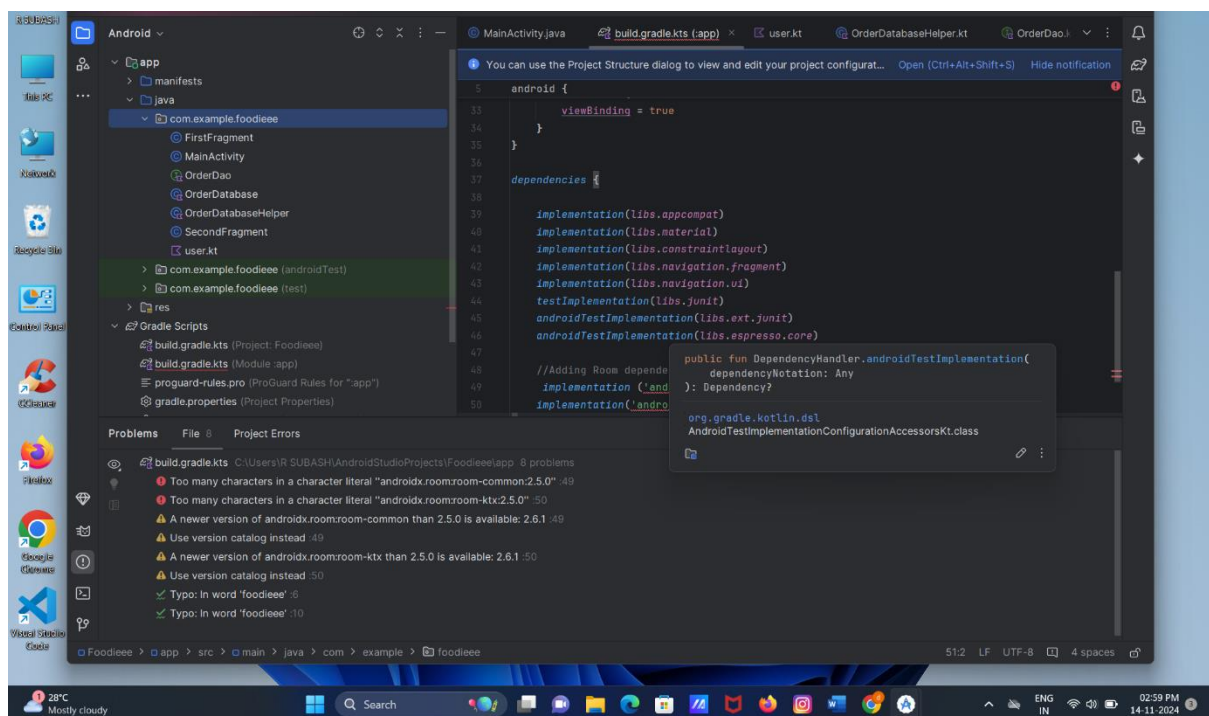 R SUBASH
This PC
Network
Recycle Bin
Control Panel
CCleaner
Firefox
Google
Chrome
Visual Studio
Code
Android
app
manifests
java
com.example.foodieee
FirstFragment
MainActivity
OrderDao
OrderDatabase
OrderDatabaseHelper
SecondFragment
user.kt
com.example.foodieee (androidTest)
com.example.foodieee (test)
res
Gradle Scripts
build.gradle.kts (Project: Foodieee)
build.gradle.kts (Module :app)
proguard-rules.pro (ProGuard Rules for ":app")
gradle.properties (Project Properties)
MainActivity.java build.gradle.kts (:app) × user.kt OrderDatabaseHelper.kt OrderDao.
You can use the Project Structure dialog to view and edit your project configurat... Open (Ctrl+Alt+Shift+S) Hide notification
5 android {
33 viewBinding = true
34 }
35 }
36
37 dependencies {
38
39 implementation(libs.appcompat)
40 implementation(libs.material)
41 implementation(libs.constraintlayout)
42 implementation(libs.navigation.fragment)
43 implementation(libs.navigation.ui)
44 testImplementation(libs.junit)
45 androidTestImplementation(libs.ext.junit)
46 androidTestImplementation(libs.espresso.core)
47
48 //Adding Room depende
49 implementation ('and
50 implementation('andro
public fun DependencyHandler.androidTestImplementation(
dependencyNotation: Any
): Dependency?
org.gradle.kotlin.dsl
AndroidTestImplementationConfigurationAccessorsKt.class
Problems File 8 Project Errors
build.gradle.kts C:\Users\R SUBASH\AndroidStudioProjects\Foodieee\app 8 problems
Too many characters in a character literal "androidx.room:room-common:2.5.0" :49
Too many characters in a character literal "androidx.room:room-ktx:2.5.0" :50
A newer version of androidx.room:room-common than 2.5.0 is available: 2.6.1 :49
Use version catalog instead :49
A newer version of androidx.room:room-ktx than 2.5.0 is available: 2.6.1 :50
Use version catalog instead :50
Typo: In word 'foodieee' :6
Typo: In word 'foodieee' :10
Foodieee > app > src > main > java > com > example > foodieee
51:2 LF UTF-8 4 spaces
1 28°C
Mostly cloudy
Search
ENG
IN
02:59 PM
14-11-2024